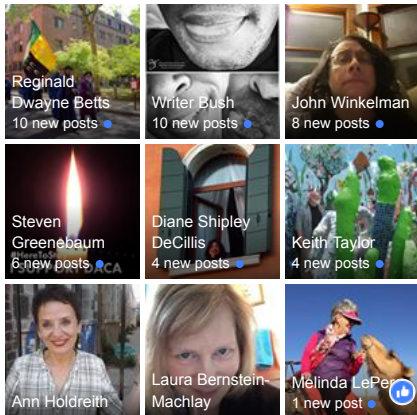 Reginald
Dwayne Betts
10 new posts
Writer Bush
10 new posts
John Winkelman
8 new posts
Steven
Greenebaum
6 new posts
Diane Shipley
DeCillis
4 new posts
Keith Taylor
4 new posts
Ann Holdreith
Laura Bernstein-
Machlay
Melinda LePere
1 new post